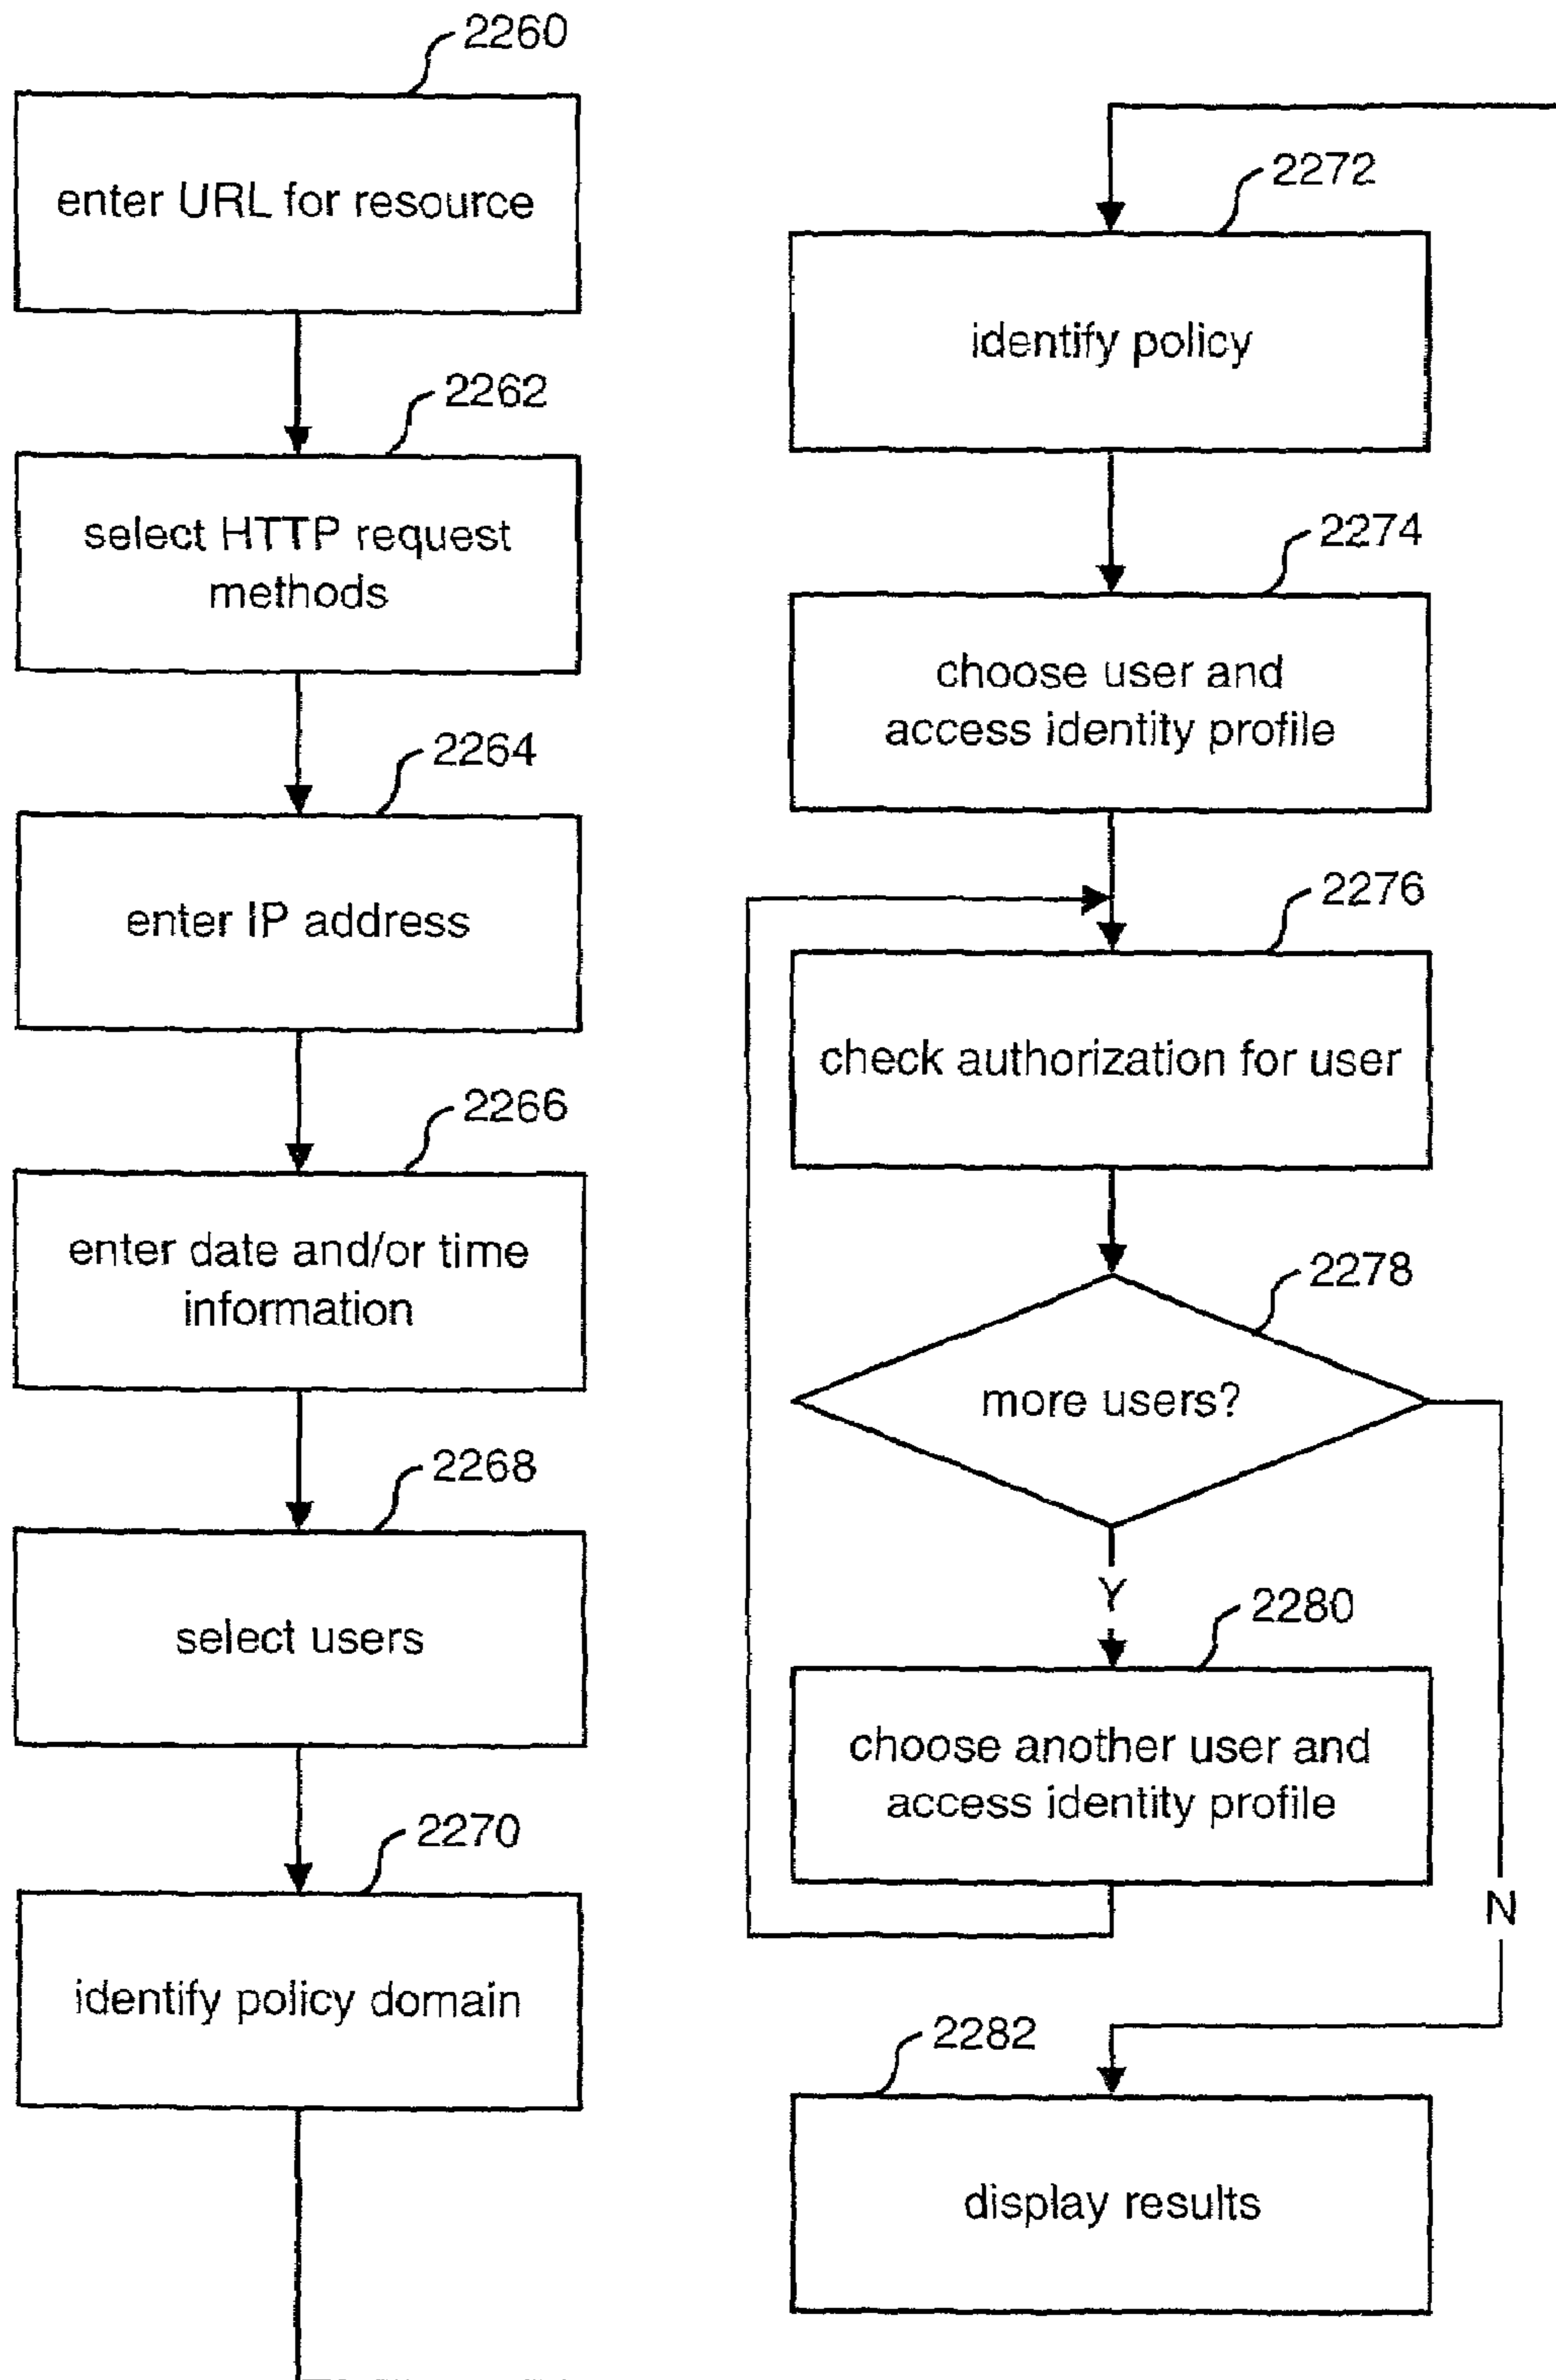 2260
enter URL for resource
2262
select HTTP request
methods
2264
enter IP address
2266
enter date and/or time
information
2268
select users
2270
identify policy domain
2272
identify policy
2274
choose user and
access identity profile
2276
check authorization for user
2278
more users?
Y
2280
choose another user and
access identity profile
N
2282
display results